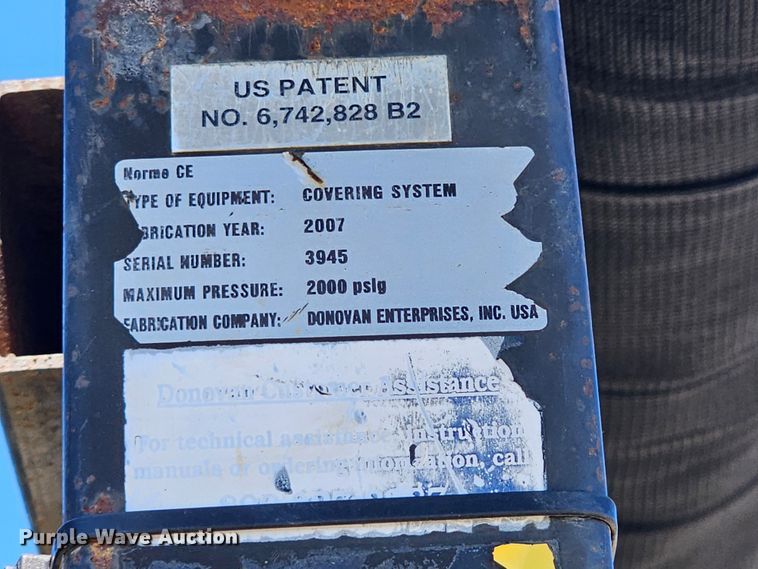 US PATENT
NO. 6,742,828 B2
Norme CE
TYPE OF EQUIPMENT: COVERING SYSTEM
FABRICATION YEAR: 2007
SERIAL NUMBER: 3945
MAXIMUM PRESSURE: 2000 psig
FABRICATION COMPANY: DONOVAN ENTERPRISES, INC. USA
Donovan Customer Assistance
For technical assistance, instruction
manuals or ordering information, call
Purple Wave Auction